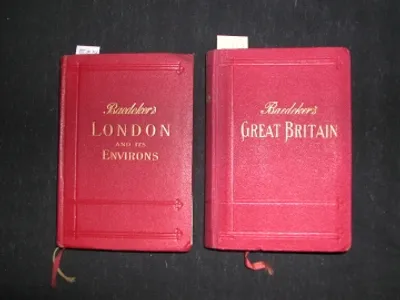 Baedeker's
LONDON
AND ITS
ENVIRONS
Baedeker's
GREAT BRITAIN